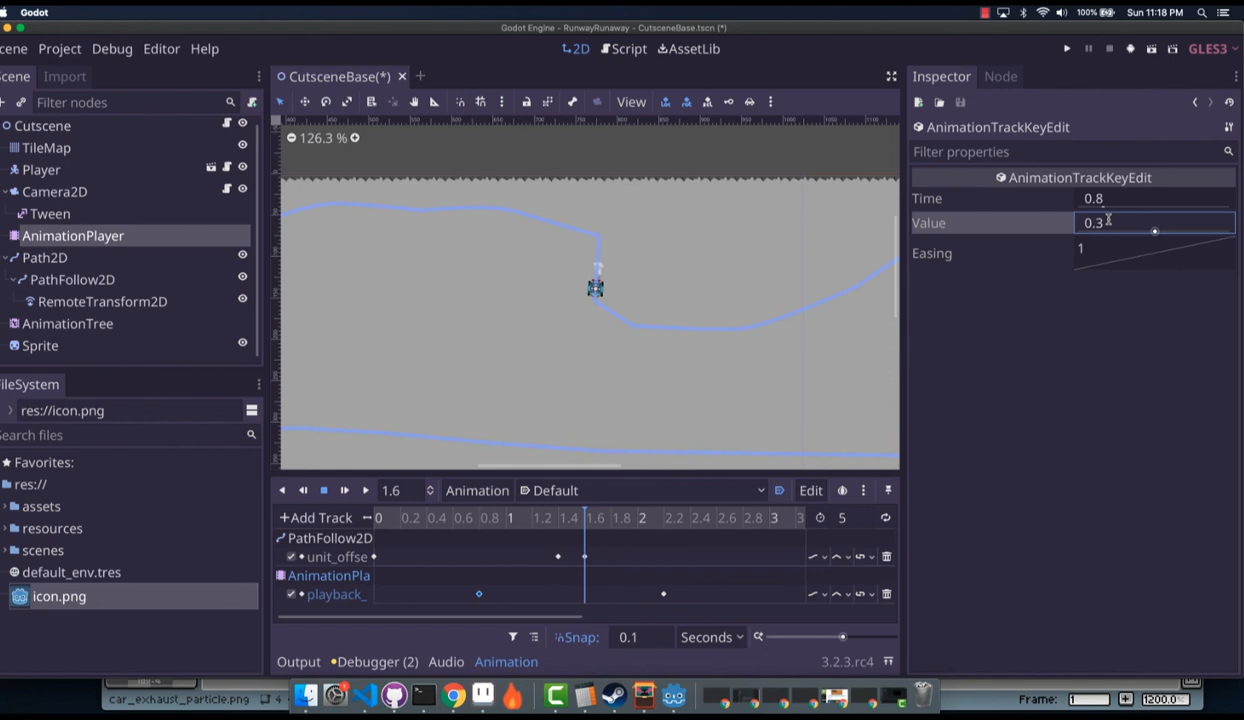 Godot
100%
Sun 11:18 PM
Godot Engine - RunwayRunaway - CutsceneBase.tscn (*)
cene Project Debug Editor Help
2D Script AssetLib
GLES3
Scene Import
CutsceneBase(*)
Inspector Node
Filter nodes
View
Cutscene
TileMap
Player
Camera2D
Tween
AnimationPlayer
Path2D
PathFollow2D
RemoteTransform2D
AnimationTree
Sprite
126.3 %
AnimationTrackKeyEdit
Filter properties
AnimationTrackKeyEdit
Time 0.8
Value 0.3
Easing 1
FileSystem
res://icon.png
Search files
Favorites:
res://
assets
resources
scenes
default_env.tres
icon.png
1.6 Animation Default Edit
+Add Track 0 0.2 0.4 0.6 0.8 1 1.2 1.4 1.6 1.8 2 2.2 2.4 2.6 2.8 3 3 5
PathFollow2D
unit_offse
AnimationPla
playback_
Snap: 0.1 Seconds
Output Debugger (2) Audio Animation 3.2.3.rc4
car_exhaust_particle.png 4 Frame: 1 1200.0